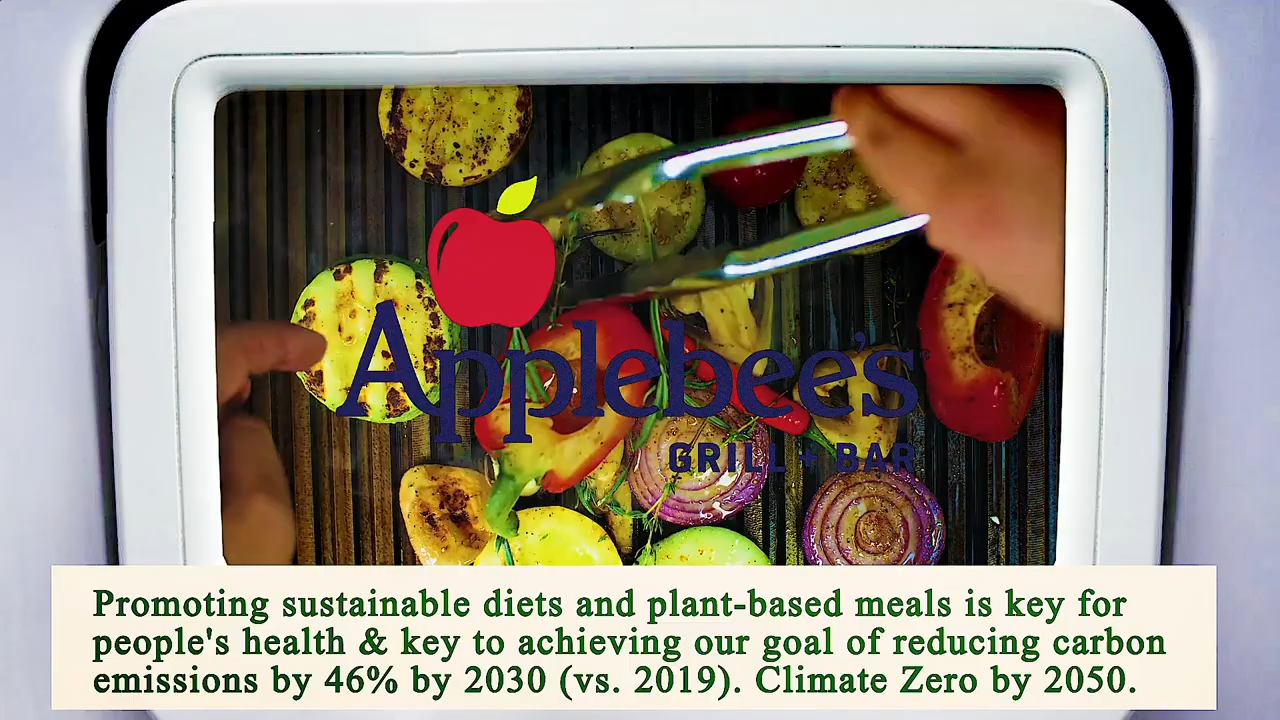 Applebee's
GRILL + BAR
Promoting sustainable diets and plant-based meals is key for
people's health & key to achieving our goal of reducing carbon
emissions by 46% by 2030 (vs. 2019). Climate Zero by 2050.